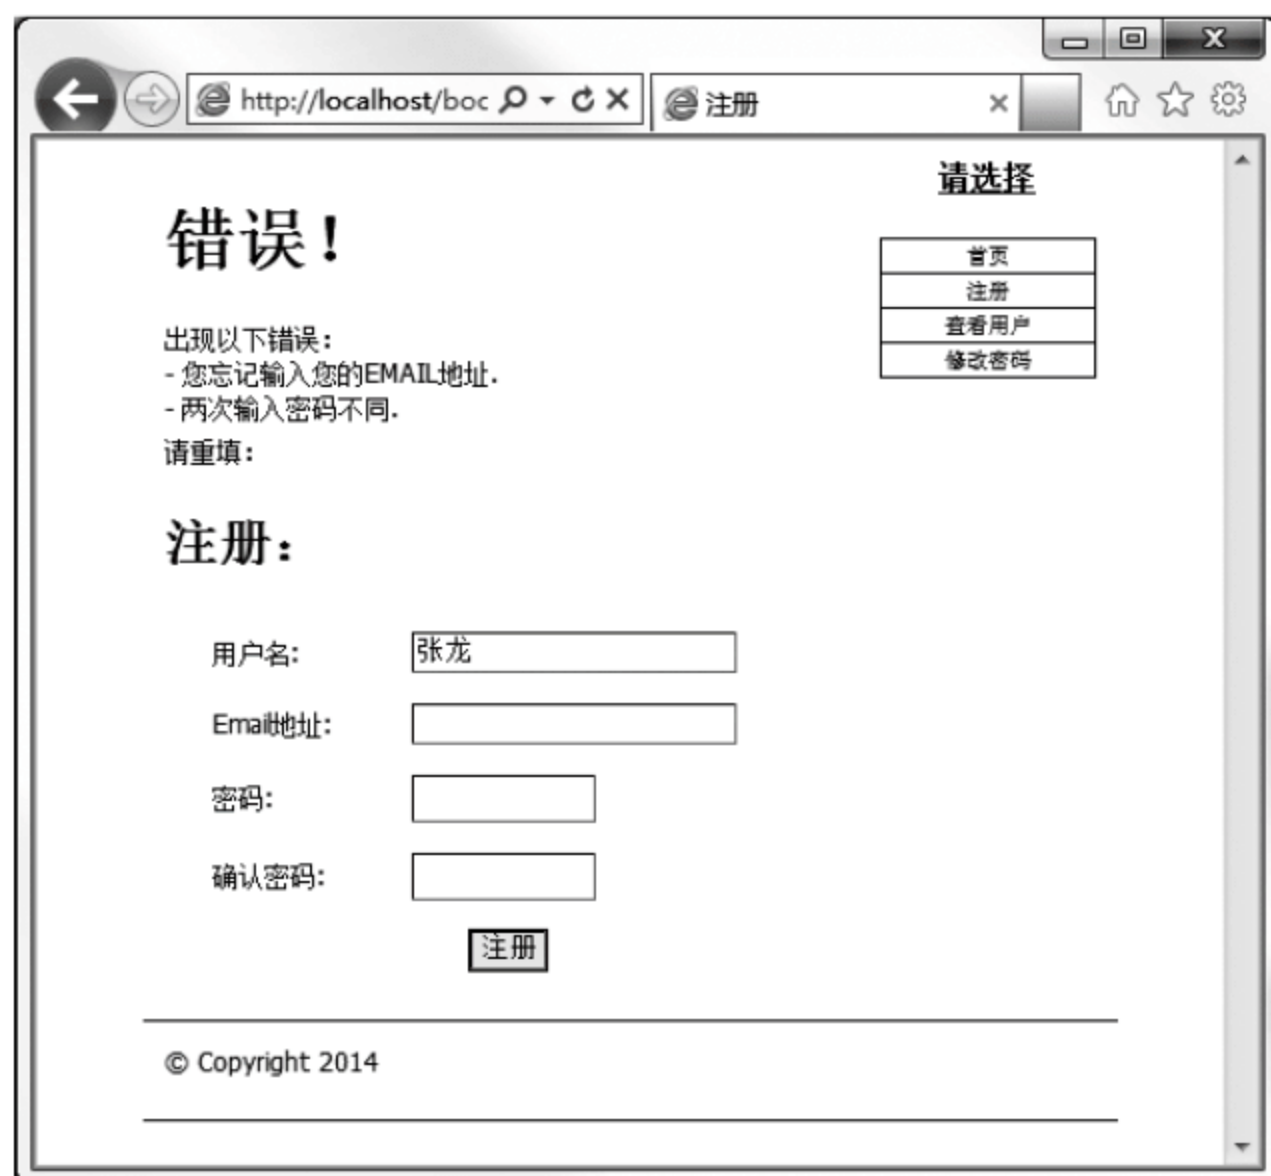 http://localhost/boc
注册
请选择
首页
注册
查看用户
修改密码
错误！
出现以下错误：
- 您忘记输入您的EMAIL地址.
- 两次输入密码不同.
请重填：
注册：
用户名: 张龙
Email地址:
密码:
确认密码:
注册
© Copyright 2014